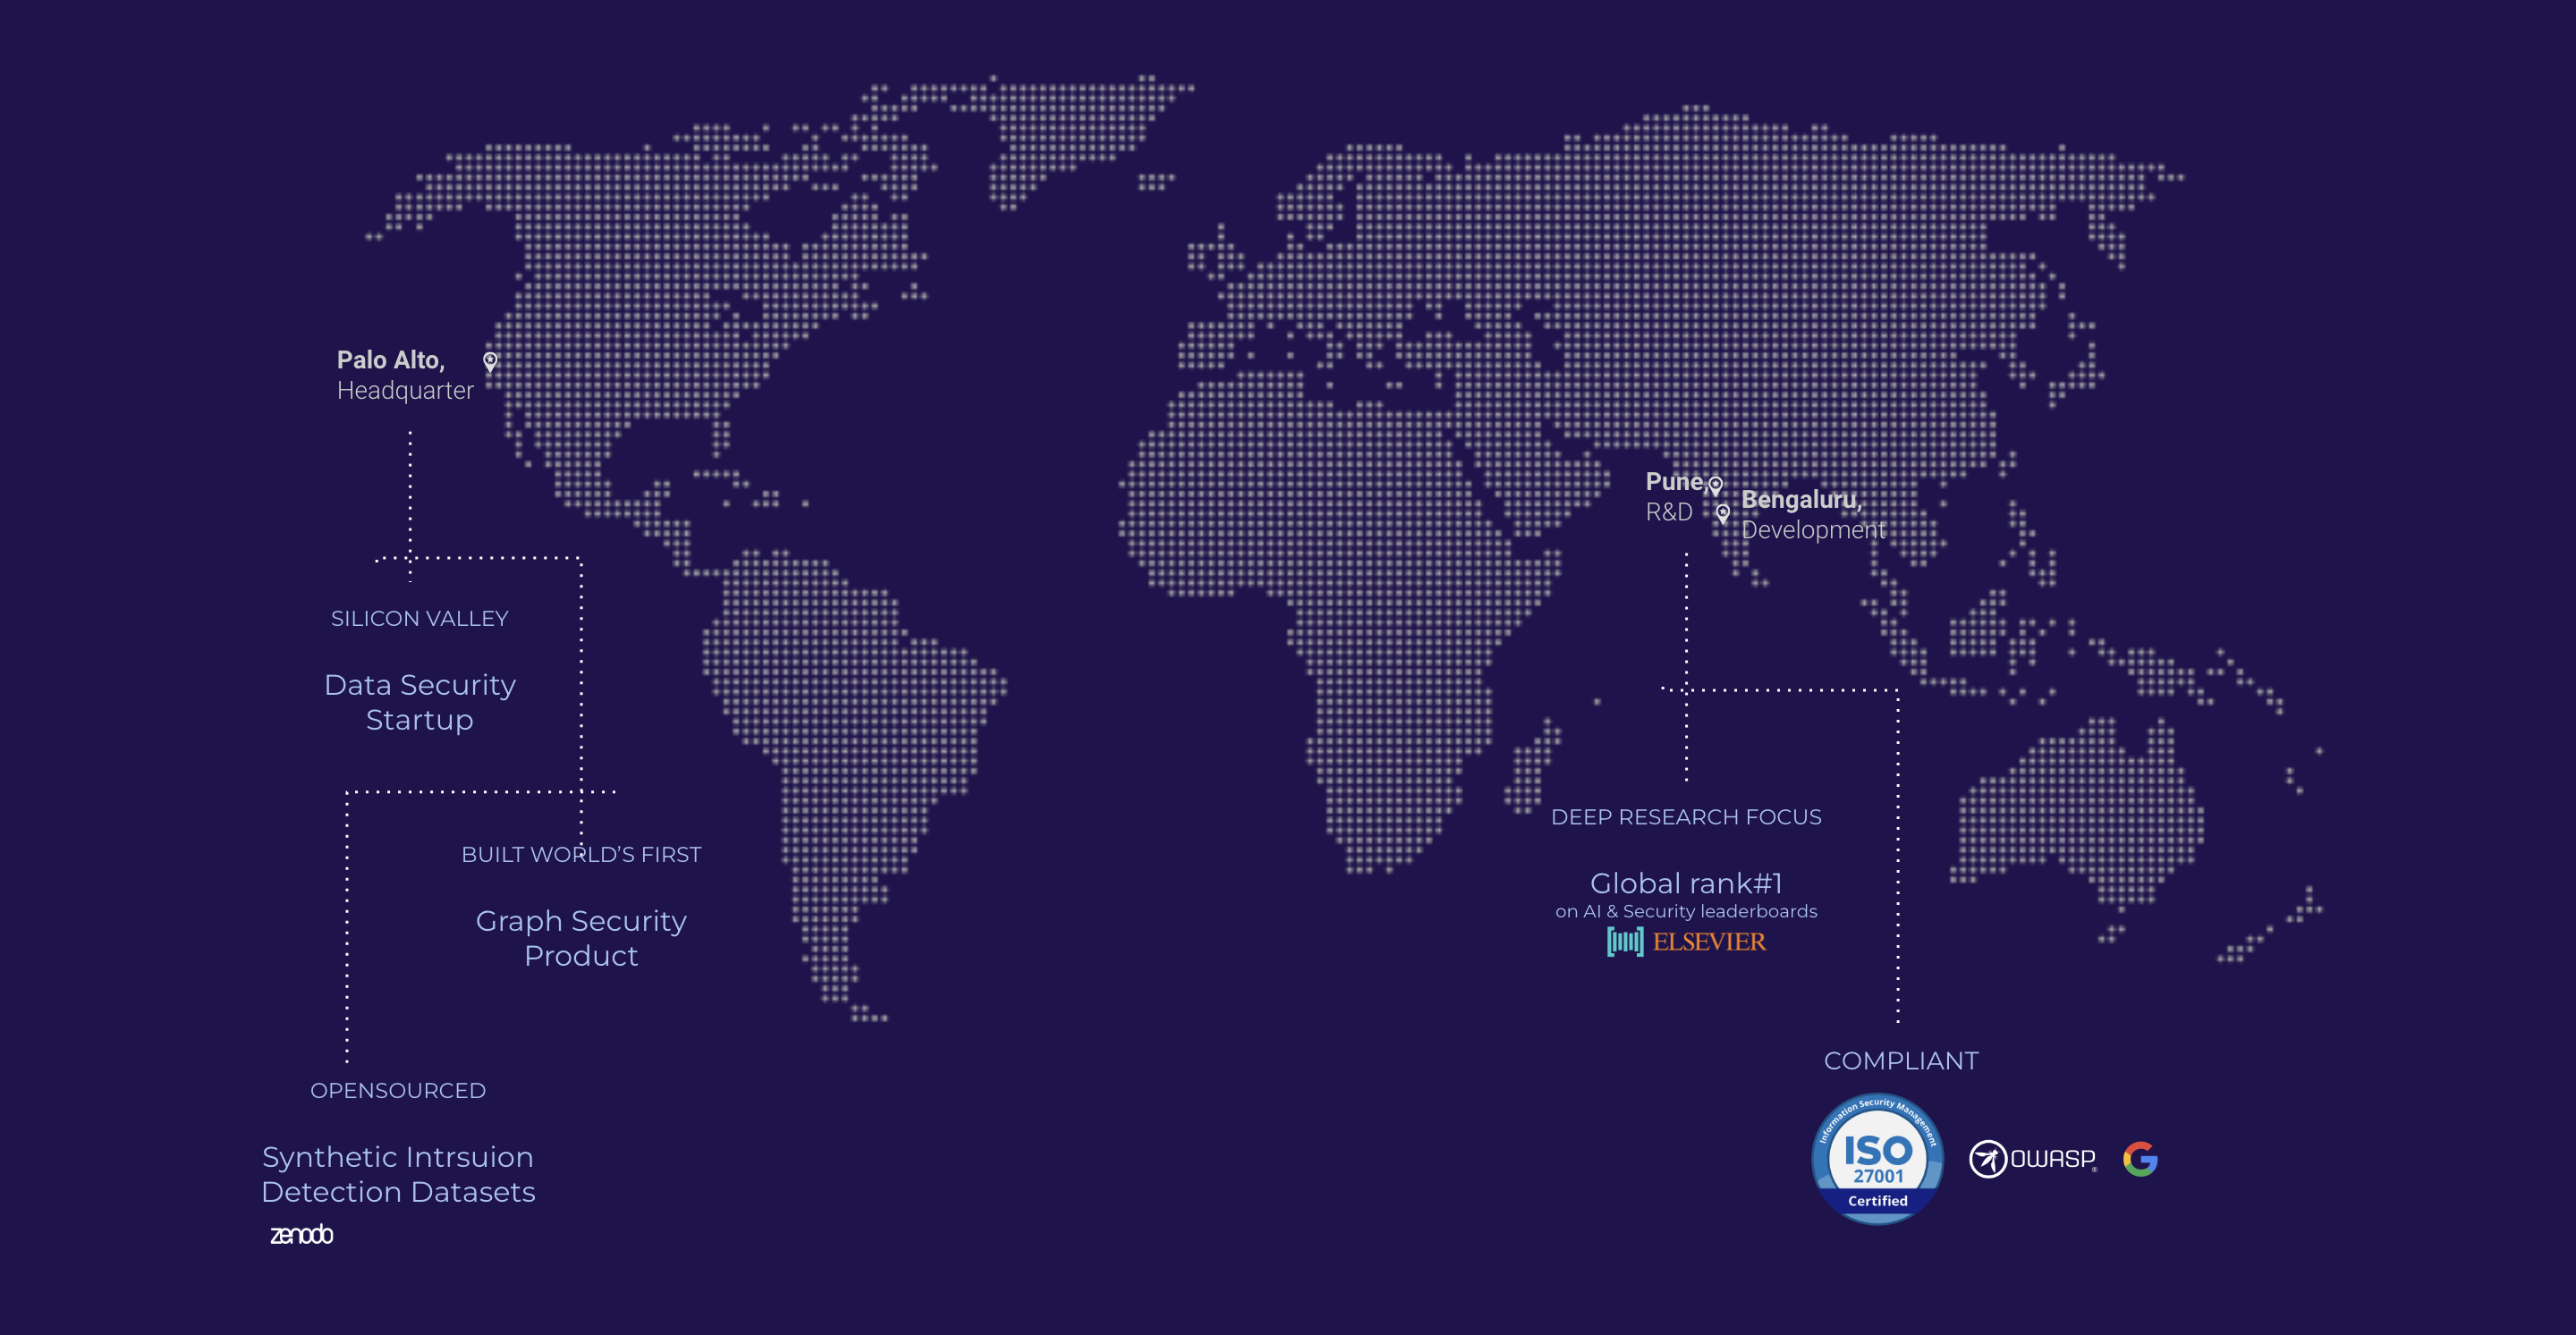 Palo Alto,
Headquarter
SILICON VALLEY
Data Security
Startup
BUILT WORLD’S FIRST
Graph Security
Product
OPENSOURCED
Synthetic Intrsuion
Detection Datasets
zenodo
Pune,
R&D
Bengaluru,
Development
DEEP RESEARCH FOCUS
Global rank#1
on AI & Security leaderboards
ELSEVIER
COMPLIANT
Information Security Management
ISO
27001
Certified
OWASP®
G